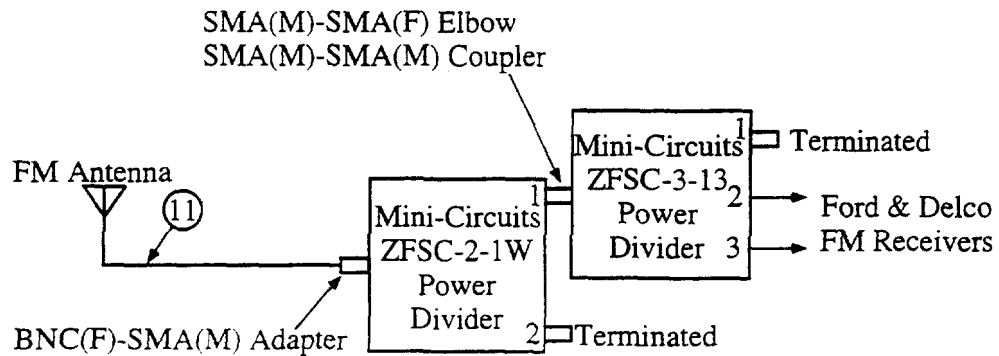 SMA(M)-SMA(F) Elbow
SMA(M)-SMA(M) Coupler
FM Antenna
11
BNC(F)-SMA(M) Adapter
1
Mini-Circuits
ZFSC-2-1W
Power
Divider
2
Terminated
1
Mini-Circuits
ZFSC-3-13
2
Power
Divider
3
Terminated
Ford & Delco
FM Receivers